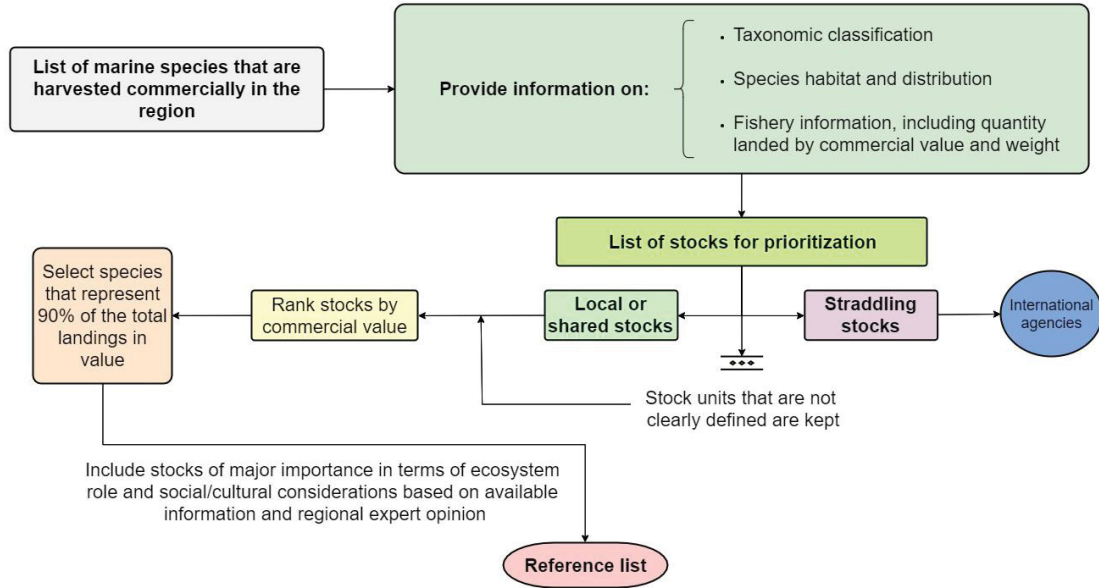 List of marine species that are
harvested commercially in the
region
Provide information on:
• Taxonomic classification
• Species habitat and distribution
• Fishery information, including quantity
landed by commercial value and weight
List of stocks for prioritization
Select species
that represent
90% of the total
landings in
value
Rank stocks by
commercial value
Local or
shared stocks
Straddling
stocks
International
agencies
Stock units that are not
clearly defined are kept
Include stocks of major importance in terms of ecosystem
role and social/cultural considerations based on available
information and regional expert opinion
Reference list